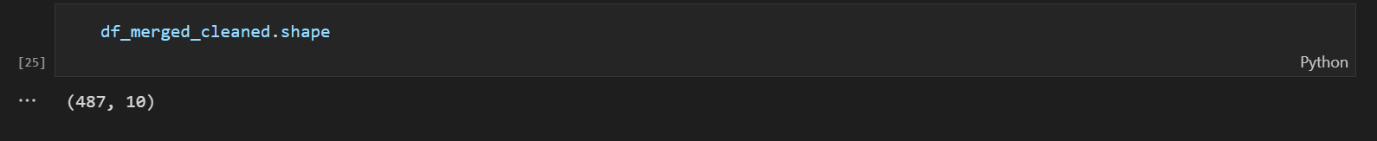 df_merged_cleaned.shape
[25]
Python
... (487, 10)